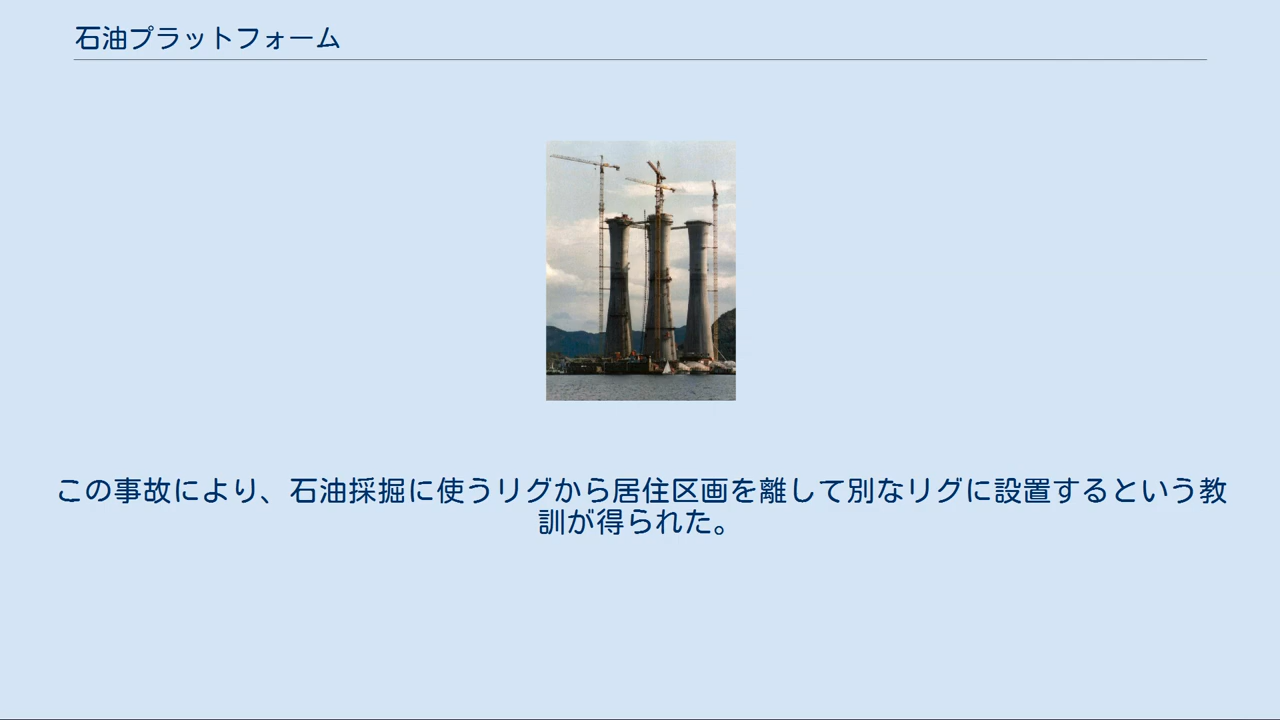 石油プラットフォーム
この事故により、石油採掘に使うリグから居住区画を離して別なリグに設置するという教
訓が得られた。